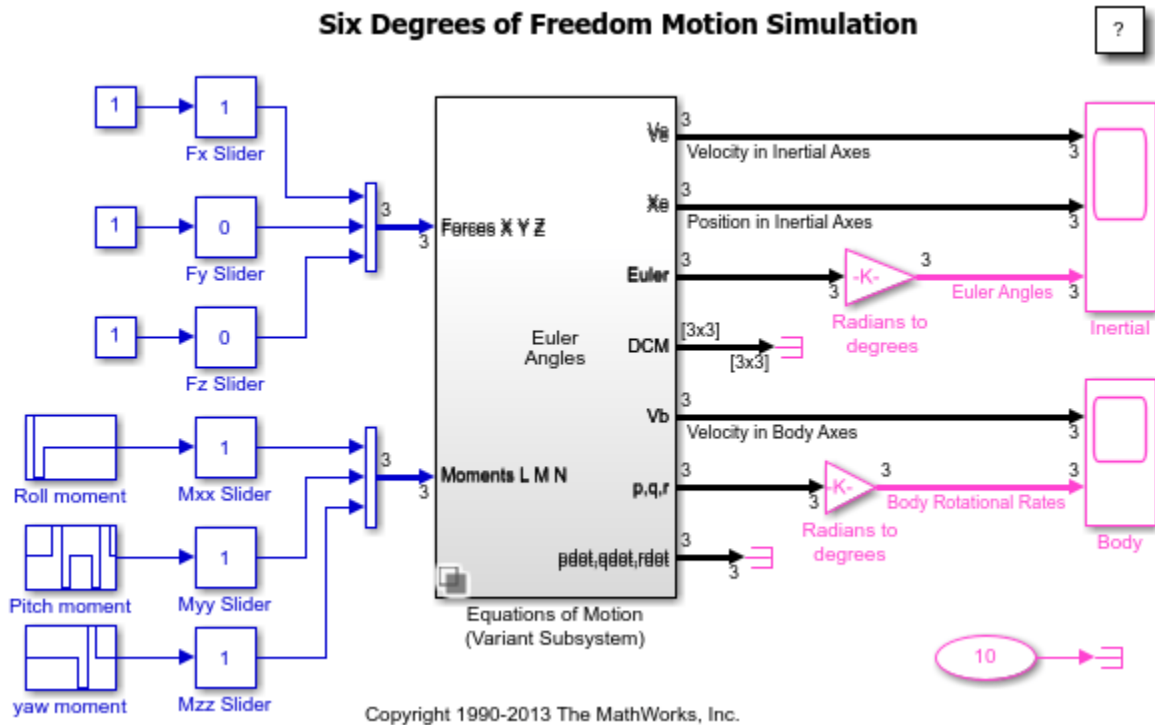 Six Degrees of Freedom Motion Simulation
?
1
1
Fx Slider
1
0
Fy Slider
1
0
Fz Slider
3
3
Forces X Y Z
Roll moment
1
Mxx Slider
Pitch moment
1
Myy Slider
yaw moment
1
Mzz Slider
3
3
Moments L M N
Euler
Angles
Equations of Motion
(Variant Subsystem)
Ve
3
Velocity in Inertial Axes
3
Xe
3
Position in Inertial Axes
3
Euler
3
3
-K-
Radians to
degrees
3
Euler Angles
3
Inertial
DCM
[3x3]
[3x3]
Vb
3
Velocity in Body Axes
3
p,q,r
3
3
-K-
Radians to
degrees
3
Body Rotational Rates
3
Body
pdot,qdot,rdot
3
3
10
Copyright 1990-2013 The MathWorks, Inc.